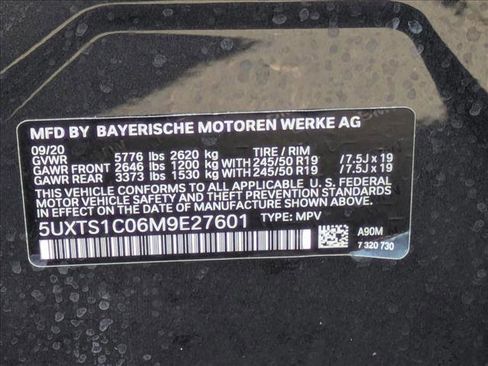 MFD BY BAYERISCHE MOTOREN WERKE AG
09/20 TIRE / RIM
GVWR 5776 lbs 2620 kg
GAWR FRONT 2646 lbs 1200 kg WITH 245/50 R19 /7.5J x 19
GAWR REAR 3373 lbs 1530 kg WITH 245/50 R19 /7.5J x 19
THIS VEHICLE CONFORMS TO ALL APPLICABLE U. S. FEDERAL
MOTOR VEHICLE SAFETY, BUMPER, AND THEFT PREVENTION STANDARDS
IN EFFECT ON THE DATE OF MANUFACTURE SHOWN ABOVE.
5UXTS1C06M9E27601 TYPE: MPV
A90M
7 320 730